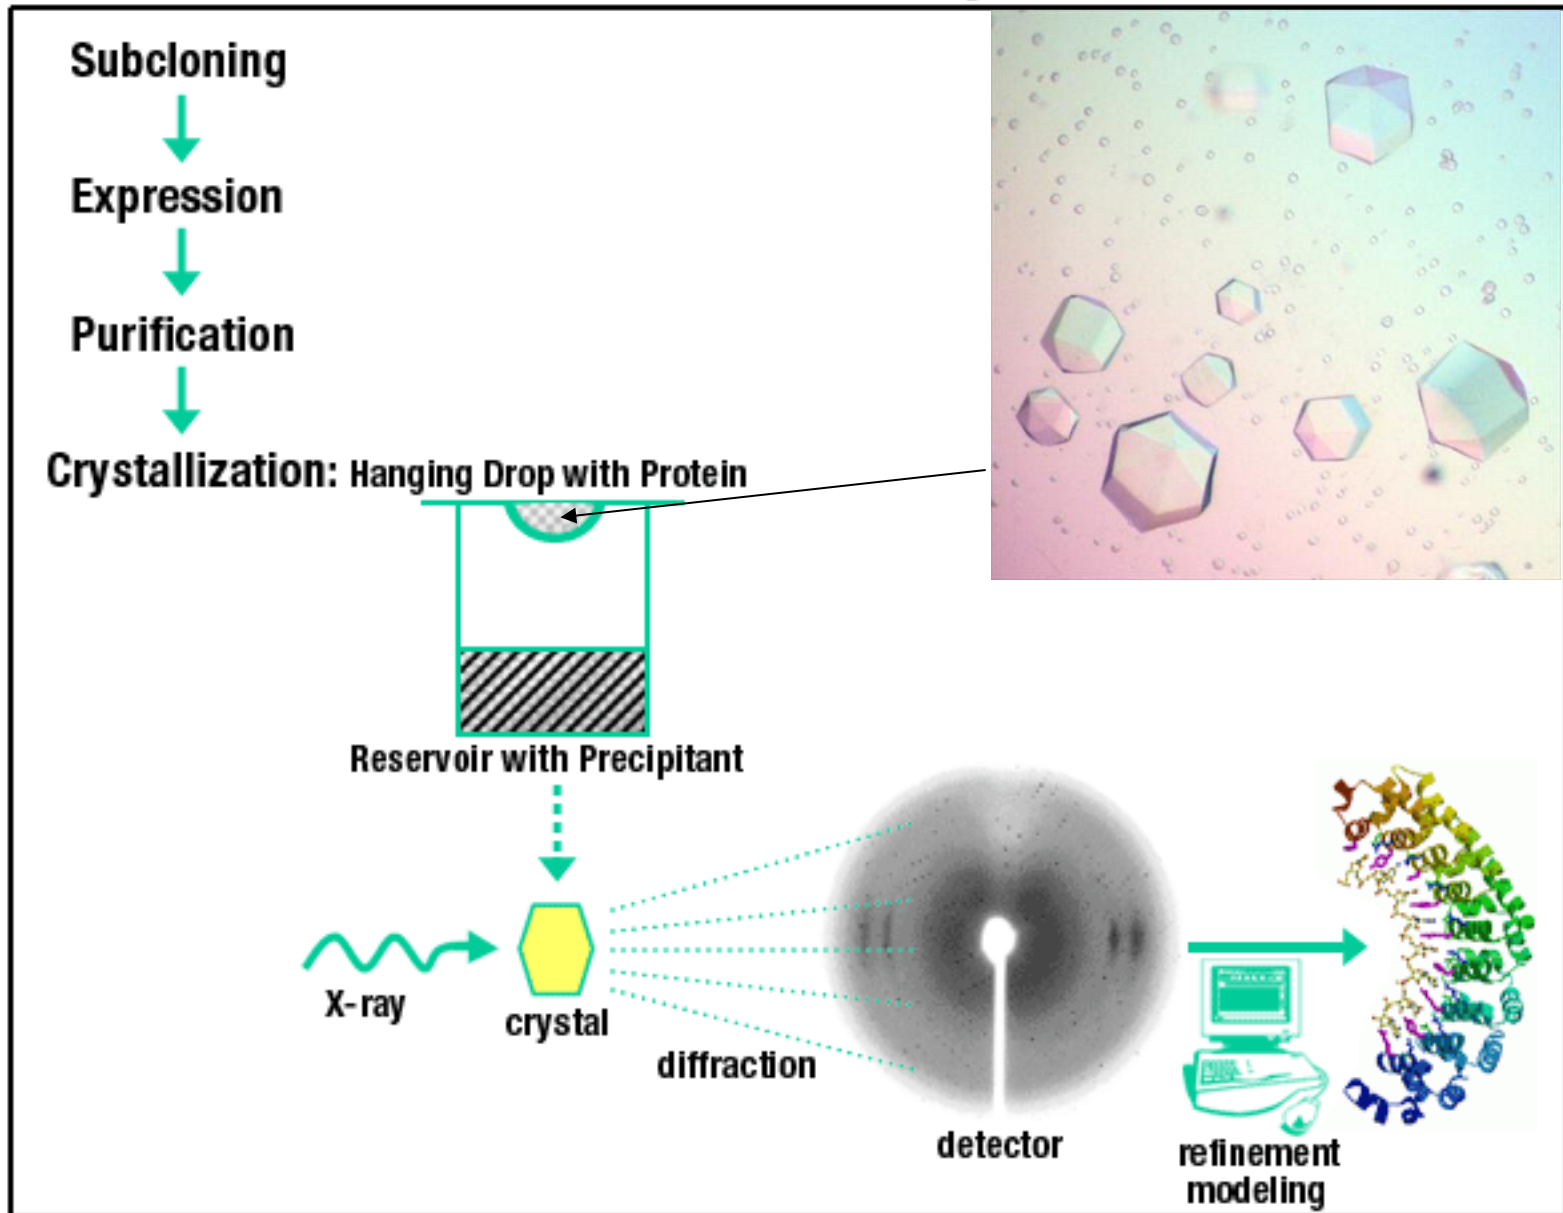 Subcloning
Expression
Purification
Crystallization: Hanging Drop with Protein
Reservoir with Precipitant
X-ray
crystal
diffraction
detector
refinement
modeling